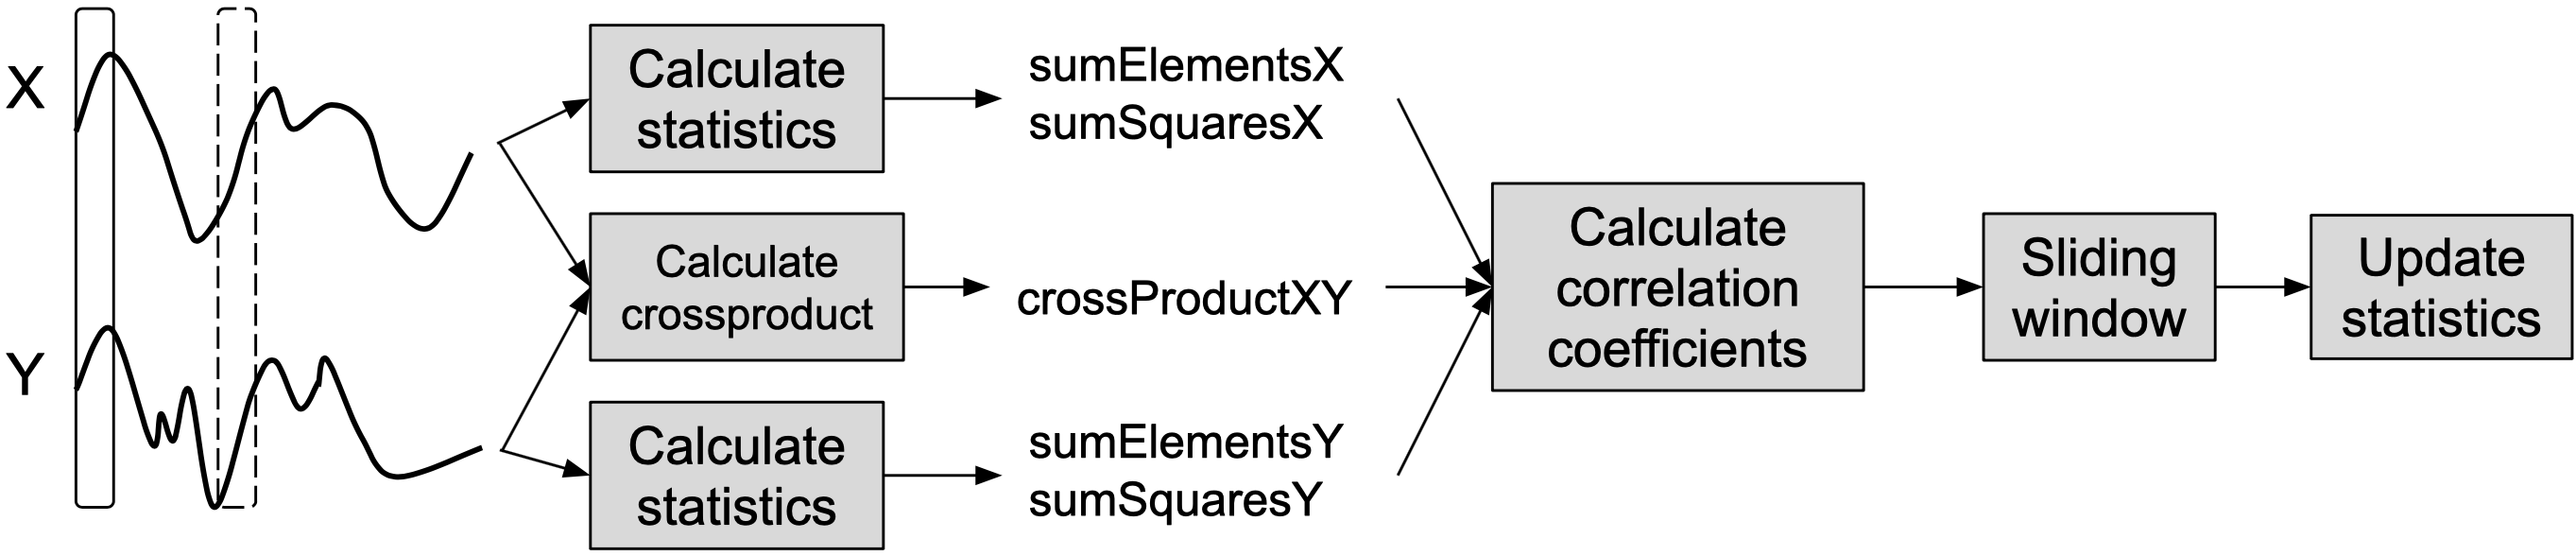 X
Y
Calculate
statistics
Calculate
crossproduct
Calculate
statistics
sumElementsX
sumSquaresX
crossProductXY
sumElementsY
sumSquaresY
Calculate
correlation
coefficients
Sliding
window
Update
statistics